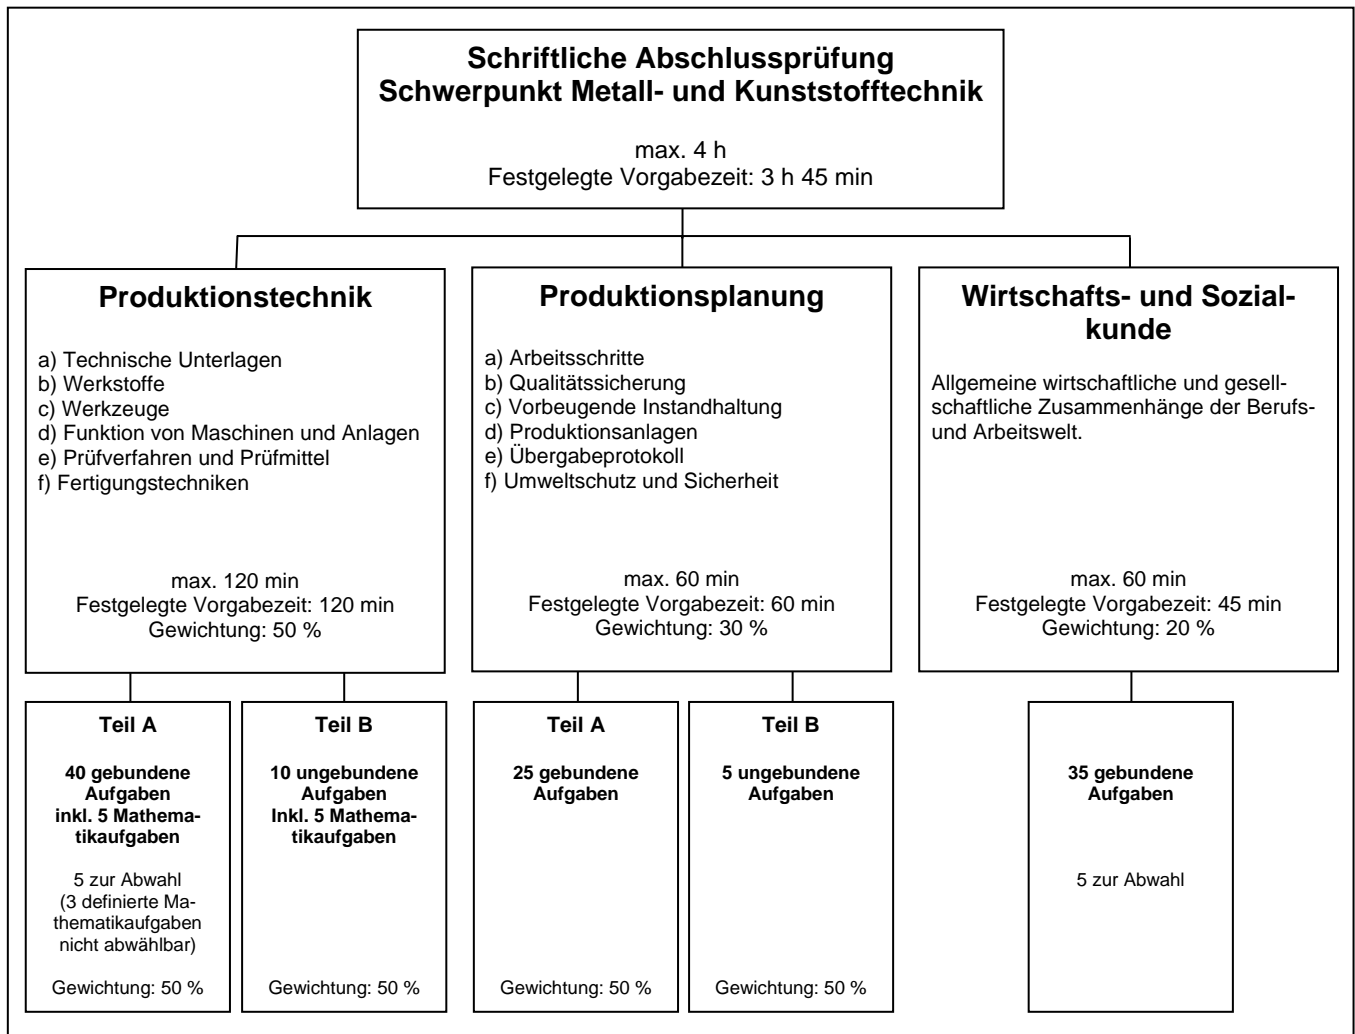 Schriftliche Abschlussprüfung
Schwerpunkt Metall- und Kunststofftechnik
max. 4 h
Festgelegte Vorgabezeit: 3 h 45 min
Produktionstechnik
a) Technische Unterlagen
b) Werkstoffe
c) Werkzeuge
d) Funktion von Maschinen und Anlagen
e) Prüfverfahren und Prüfmittel
f) Fertigungstechniken
max. 120 min
Festgelegte Vorgabezeit: 120 min
Gewichtung: 50 %
Produktionsplanung
a) Arbeitsschritte
b) Qualitätssicherung
c) Vorbeugende Instandhaltung
d) Produktionsanlagen
e) Übergabeprotokoll
f) Umweltschutz und Sicherheit
max. 60 min
Festgelegte Vorgabezeit: 60 min
Gewichtung: 30 %
Wirtschafts- und Sozial-
kunde
Allgemeine wirtschaftliche und gesell-
schaftliche Zusammenhänge der Berufs-
und Arbeitswelt.
max. 60 min
Festgelegte Vorgabezeit: 45 min
Gewichtung: 20 %
Teil A
40 gebundene
Aufgaben
inkl. 5 Mathema-
tikaufgaben
5 zur Abwahl
(3 definierte Ma-
thematikaufgaben
nicht abwählbar)
Gewichtung: 50 %
Teil B
10 ungebundene
Aufgaben
Inkl. 5 Mathema-
tikaufgaben
Gewichtung: 50 %
Teil A
25 gebundene
Aufgaben
Gewichtung: 50 %
Teil B
5 ungebundene
Aufgaben
Gewichtung: 50 %
35 gebundene
Aufgaben
5 zur Abwahl